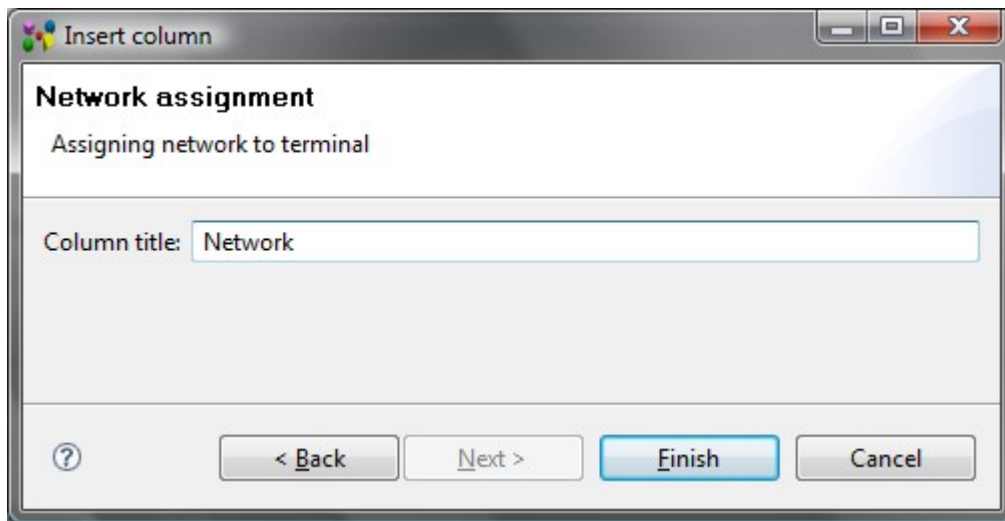 Insert column
Network assignment
Assigning network to terminal
Column title: Network
< Back Next > Finish Cancel